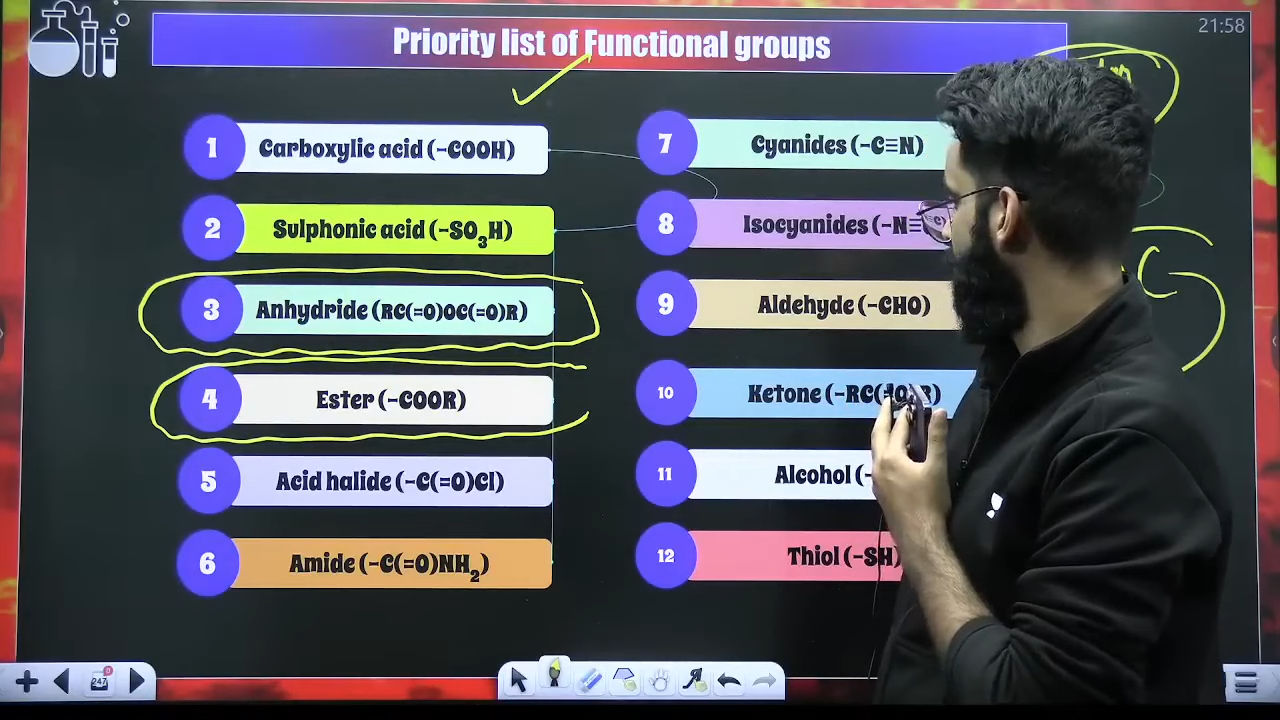 21:58
Priority list of Functional groups
1 Carboxylic acid (-COOH)
2 Sulphonic acid (-SO₃H)
3 Anhydride (RC(=O)OC(=O)R)
4 Ester (-COOR)
5 Acid halide (-C(=O)Cl)
6 Amide (-C(=O)NH₂)
7 Cyanides (-C≡N)
8 Isocyanides (-N≡C)
9 Aldehyde (-CHO)
10 Ketone (-RC(=O)R)
11 Alcohol (-
12 Thiol (-SH)
247